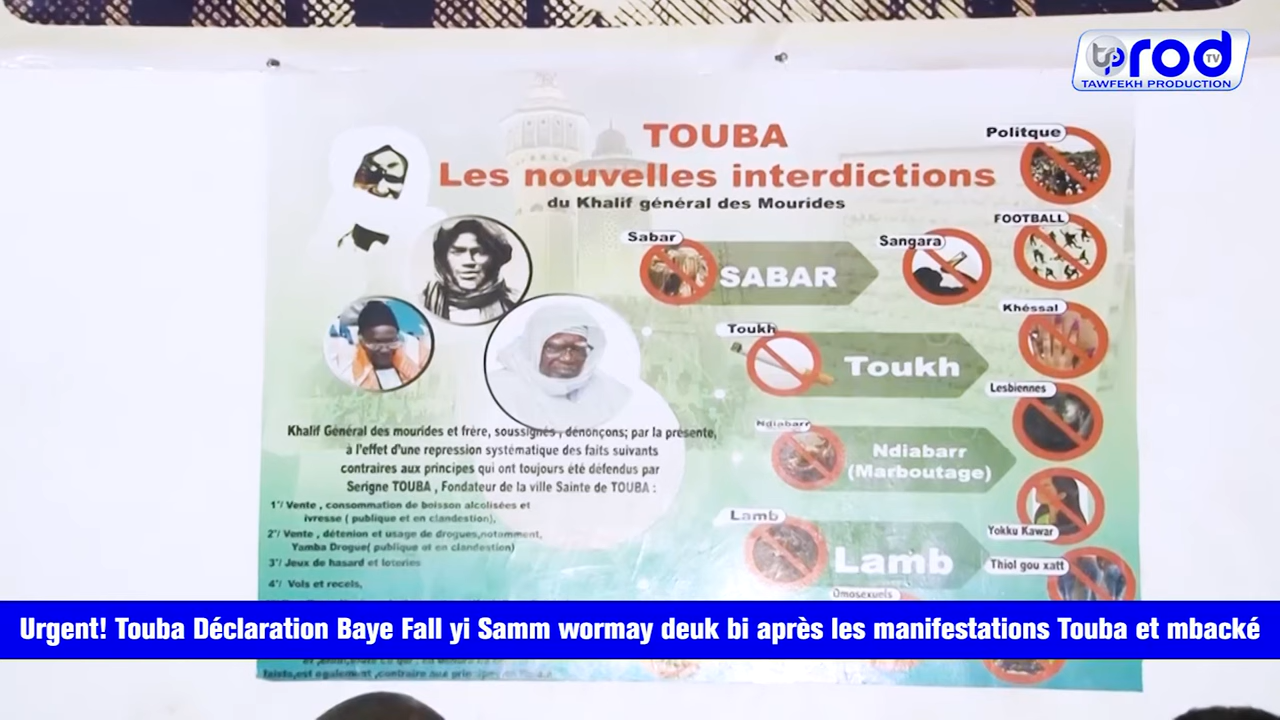 tp rod TV
TAWFEKH PRODUCTION
TOUBA
Les nouvelles interdictions
du Khalif général des Mourides
Politque
FOOTBALL
Sabar
SABAR
Sangara
Khéssal
Toukh
Toukh
Lesbiennes
Ndiabarr
Ndiabarr
(Marboutage)
Yokku Kawar
Lamb
Lamb
Thiol gou xatt
Omosexuels
Khalif Général des mourides et frère, soussignés , dénonçons; par la présente,
à l'effet d'une repression systématique des faits suivants
contraires aux principes qui ont toujours été défendus par
Serigne TOUBA , Fondateur de la ville Sainte de TOUBA :
1°/ Vente , consommation de boisson alcolisées et
ivresse ( publique et en clandestion),
2°/ Vente , détenion et usage de drogues,notamment,
Yamba Drogue( publique et en clandestion)
3°/ Jeux de hasard et loteries
4°/ Vols et recels,
Urgent! Touba Déclaration Baye Fall yi Samm wormay deuk bi après les manifestations Touba et mbacké